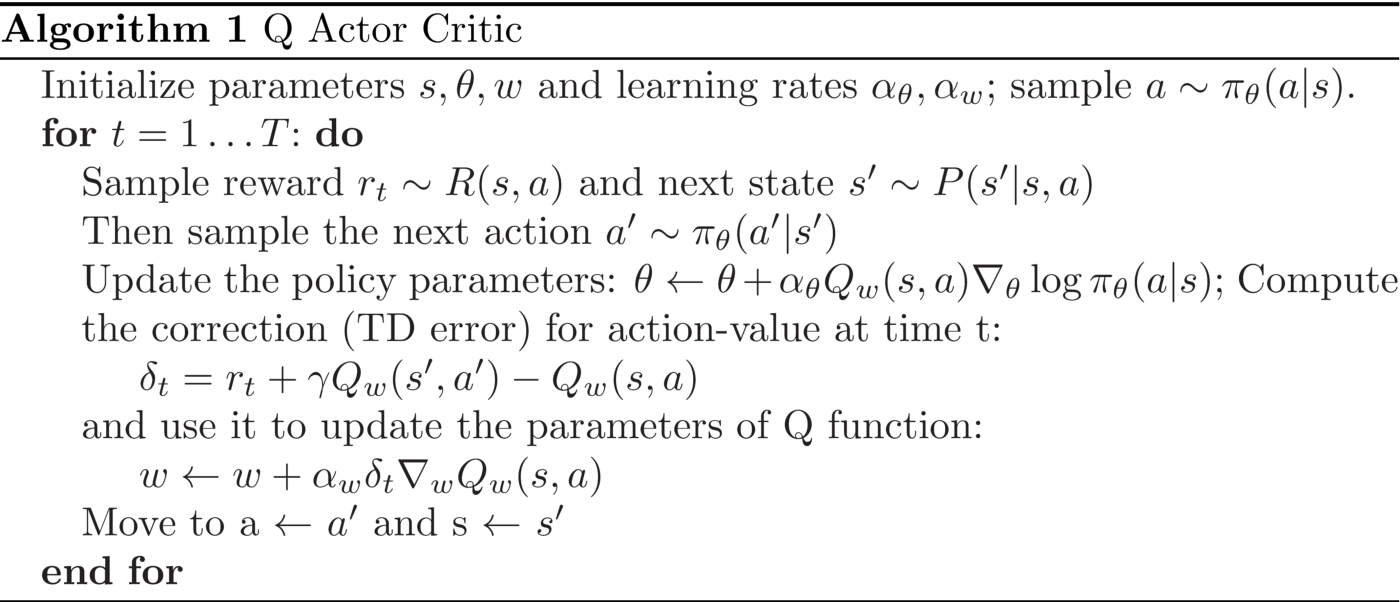 Algorithm 1 Q Actor Critic
Initialize parameters s, θ, w and learning rates α_θ, α_w; sample a ∼ π_θ(a|s).
for t = 1 . . . T: do
Sample reward r_t ∼ R(s, a) and next state s′ ∼ P(s′|s, a)
Then sample the next action a′ ∼ π_θ(a′|s′)
Update the policy parameters: θ ← θ + α_θ Q_w(s, a)∇_θ log π_θ(a|s); Compute
the correction (TD error) for action-value at time t:
δ_t = r_t + γQ_w(s′, a′) − Q_w(s, a)
and use it to update the parameters of Q function:
w ← w + α_w δ_t ∇_w Q_w(s, a)
Move to a ← a′ and s ← s′
end for